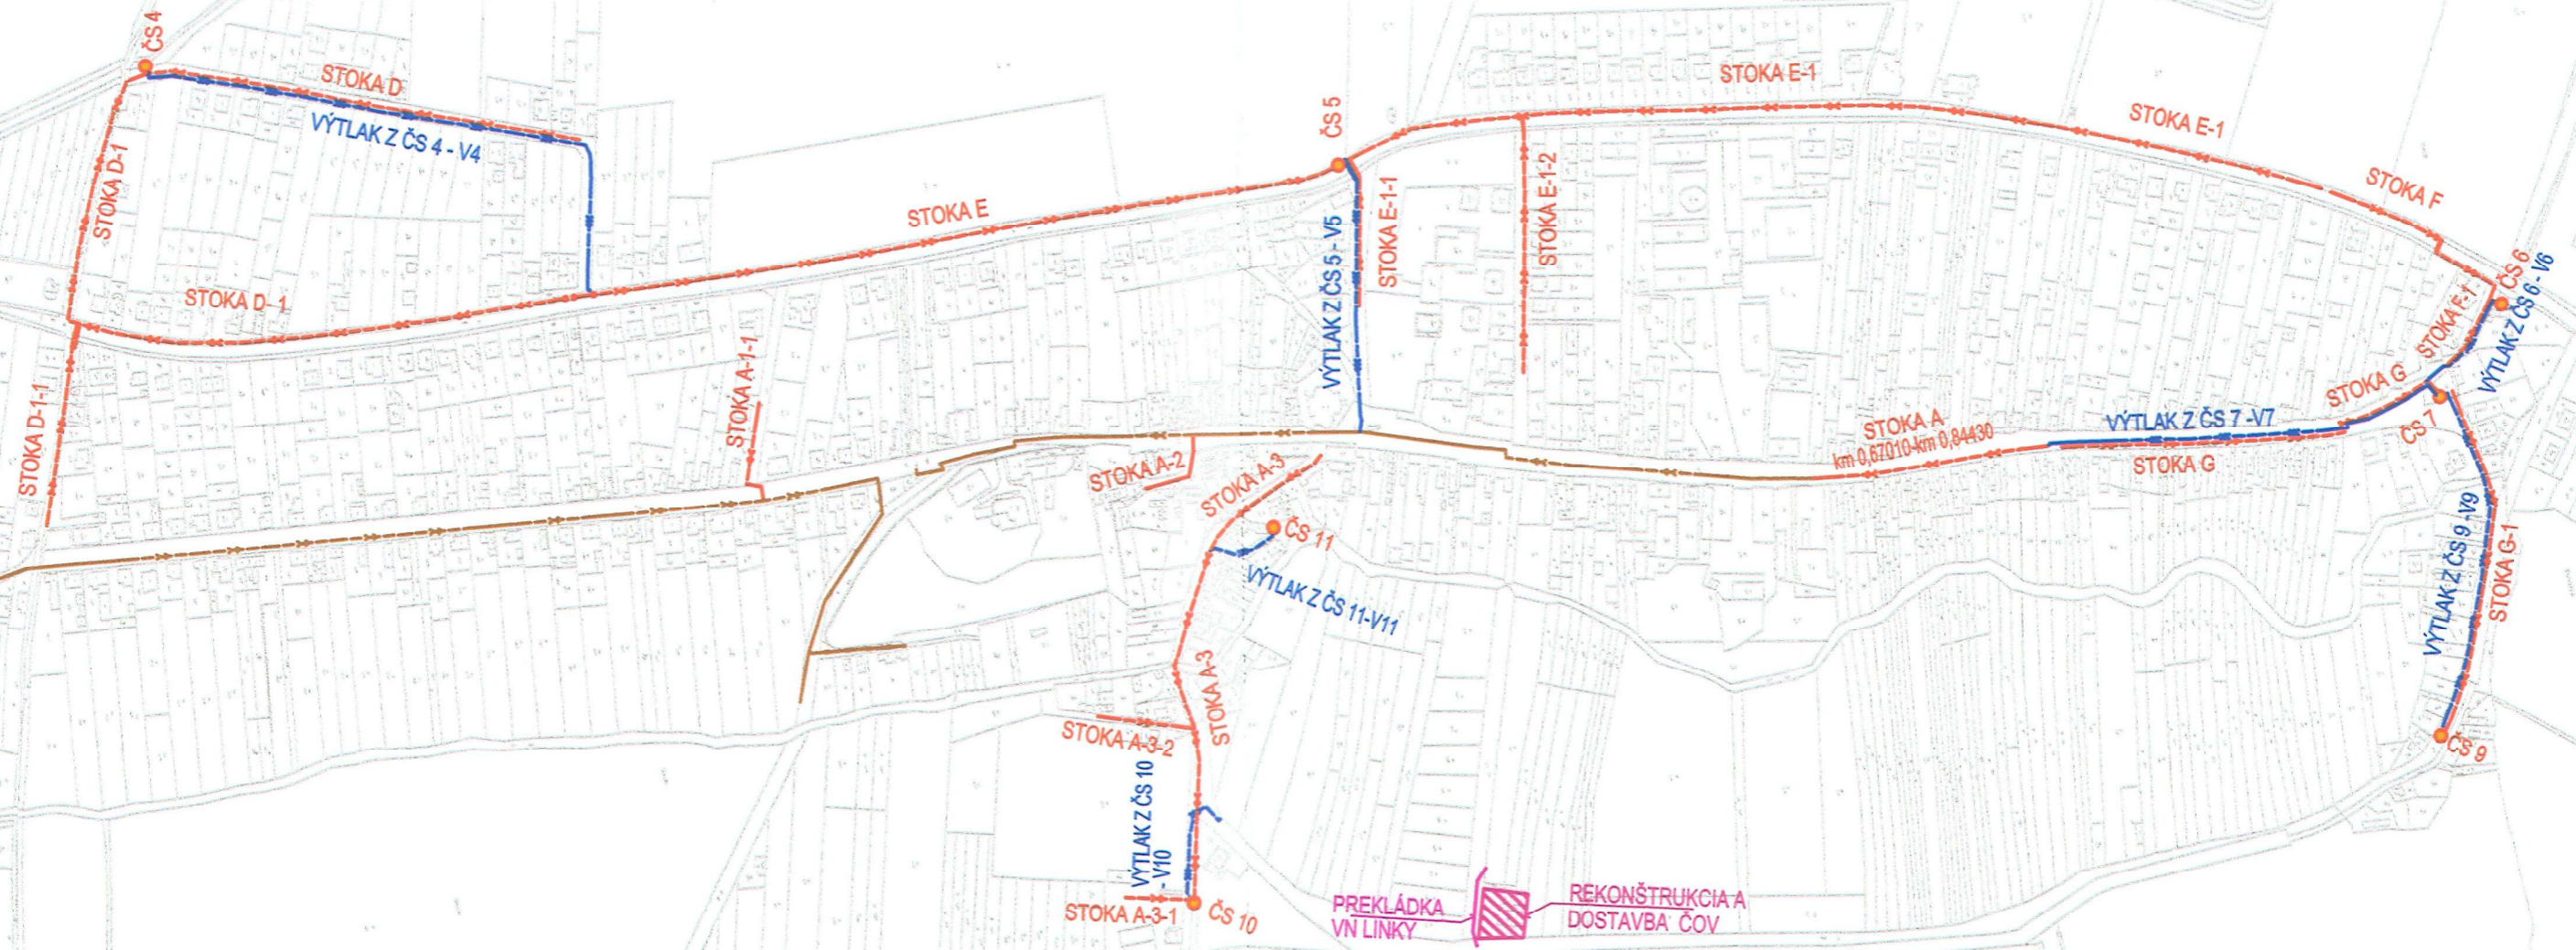 ČS 4
STOKA D
VÝTLAK Z ČS 4 - V4
STOKA D-1
STOKA D-1
STOKA D-1-1
STOKA E
STOKA A-1-1
ČS 5
STOKA E-1
STOKA E-1
STOKA F
STOKA E-1-1
STOKA E-1-2
VÝTLAK Z ČS 5 - V5
ČS 6
VÝTLAK Z ČS 6 - V6
STOKA F-1
STOKA G
ČS 7
VÝTLAK Z ČS 7 -V7
STOKA G
STOKA A
km 0,67010-km 0,84430
STOKA A-2
STOKA A-3
ČS 11
VÝTLAK Z ČS 11-V11
VÝTLAK Z ČS 9 -V9
STOKA G-1
ČS 9
STOKA A-3
STOKA A-3-2
VÝTLAK Z ČS 10
- V10
STOKA A-3-1
ČS 10
PREKLÁDKA
VN LINKY
REKONŠTRUKCIA A
DOSTAVBA ČOV